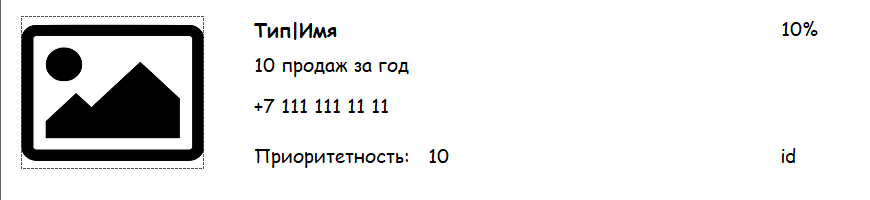 Тип|Имя 10%
10 продаж за год
+7 111 111 11 11
Приоритетность: 10 id